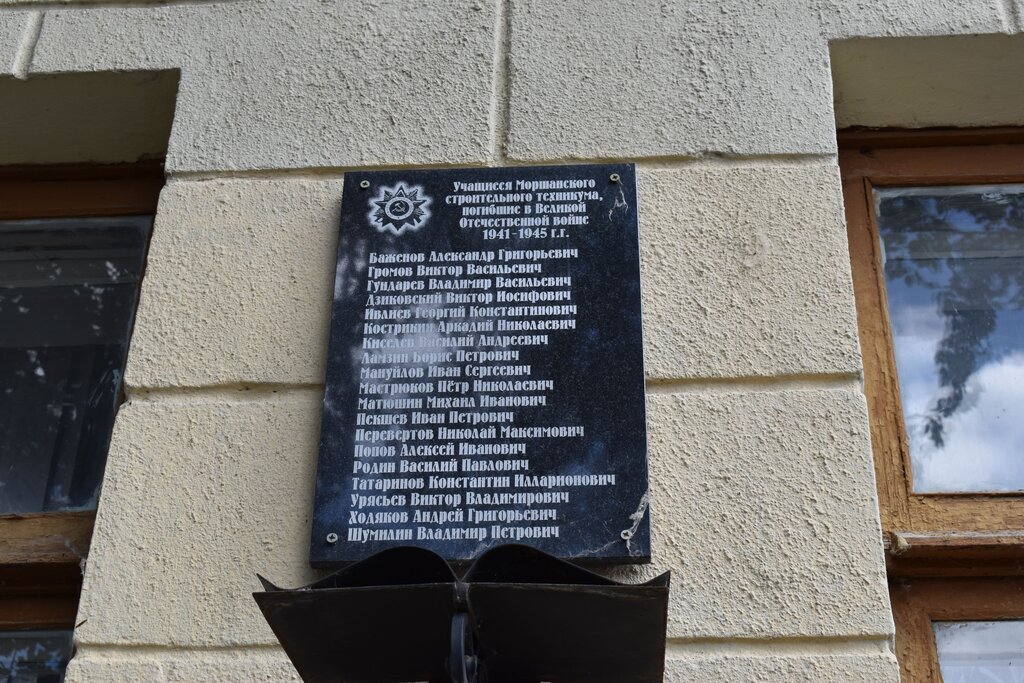 Учащиеся Моршанского
строительного техникума,
погибшие в Великой
Отечественной войне
1941-1945 г.г.
Баженов Александр Григорьевич
Громов Виктор Васильевич
Гундарев Владимир Васильевич
Дзиковский Виктор Иосифович
Ивлиев Георгий Константинович
Кострикин Аркадий Николаевич
Киселев Василий Андреевич
Ламзин Борис Петрович
Мануйлов Иван Сергеевич
Мастрюков Пётр Николаевич
Матюшин Михаил Иванович
Пекшев Иван Петрович
Перевертов Николай Максимович
Попов Алексей Иванович
Родин Василий Павлович
Татаринов Константин Илларионович
Урясьев Виктор Владимирович
Ходяков Андрей Григорьевич
Шумилин Владимир Петрович